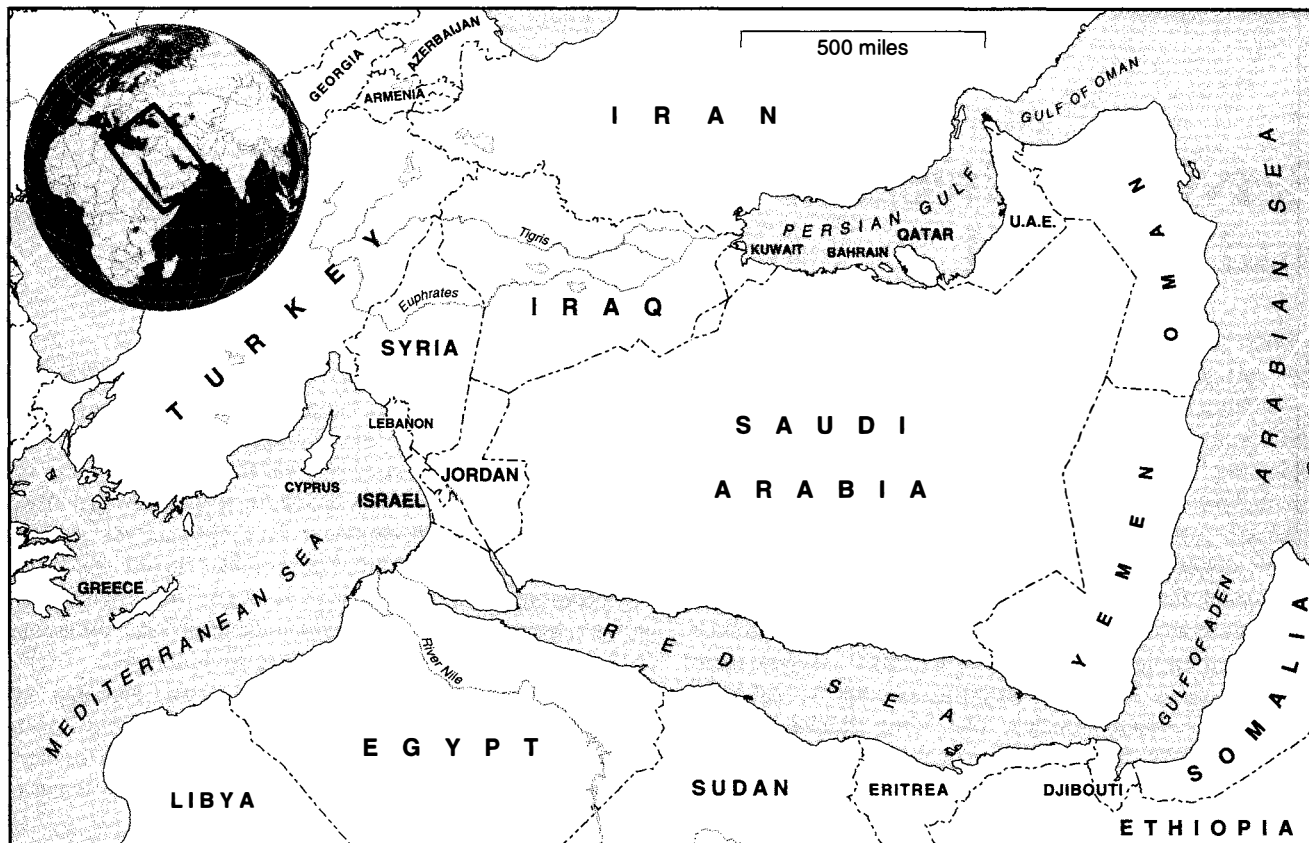 AZERBAIJAN
GEORGIA
ARMENIA
500 miles
IRAN
GULF OF OMAN
ARABIAN SEA
PERSIAN GULF
KUWAIT
BAHRAIN
QATAR
U.A.E.
OMAN
TURKEY
Tigris
Euphrates
IRAQ
SYRIA
LEBANON
CYPRUS
ISRAEL
JORDAN
SAUDI
ARABIA
YEMEN
GREECE
MEDITERRANEAN SEA
RED SEA
GULF OF ADEN
SOMALIA
River Nile
EGYPT
LIBYA
SUDAN
ERITREA
DJIBOUTI
ETHIOPIA